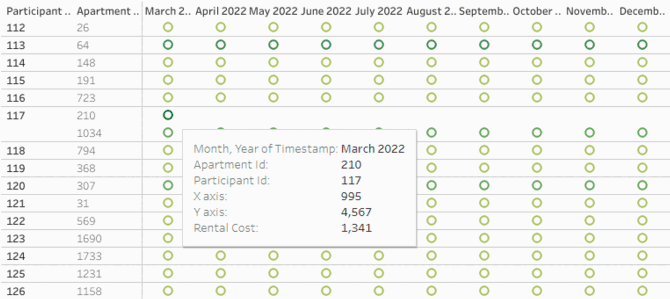 Participant .. Apartment .. March 2.. April 2022 May 2022 June 2022 July 2022 August 2.. Septemb.. October .. Novemb.. Decemb..
112 26
113 64
114 148
115 191
116 723
117 210
1034
Month, Year of Timestamp: March 2022
118 794
Apartment Id: 210
119 368
Participant Id: 117
120 307
X axis: 995
121 31
Y axis: 4,567
122 569
Rental Cost: 1,341
123 1690
124 1733
125 1231
126 1158